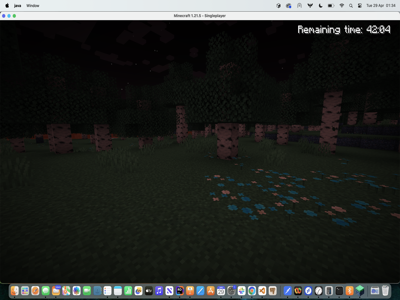 java Window Tue 29 Apr 01:34
Minecraft 1.21.5 - Singleplayer
Remaining time: 42:04